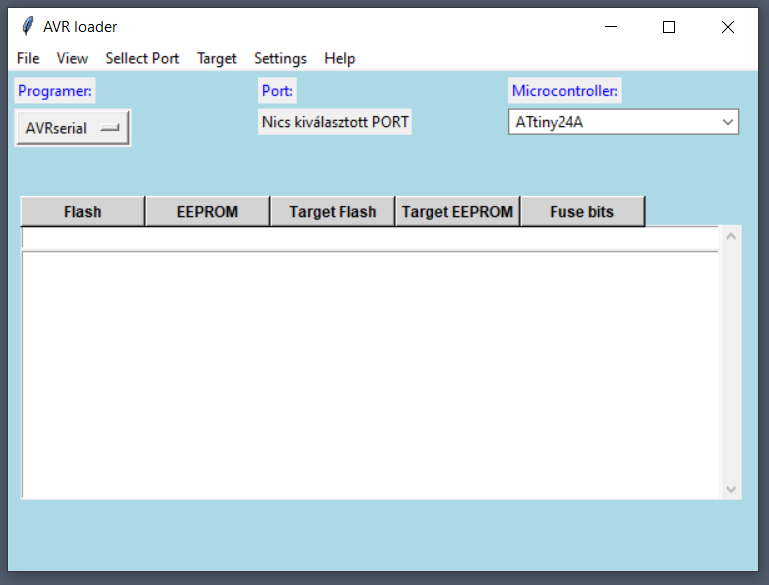 AVR loader
File View Sellect Port Target Settings Help
Programer: Port: Microcontroller:
AVRserial Nics kiválasztott PORT ATtiny24A
Flash EEPROM Target Flash Target EEPROM Fuse bits